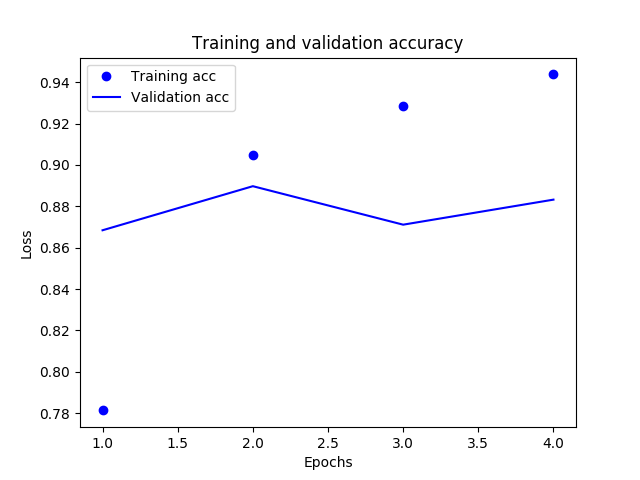 Training and validation accuracy
Training acc
Validation acc
0.94
0.92
0.90
0.88
0.86
0.84
0.82
0.80
0.78
Loss
1.0 1.5 2.0 2.5 3.0 3.5 4.0
Epochs